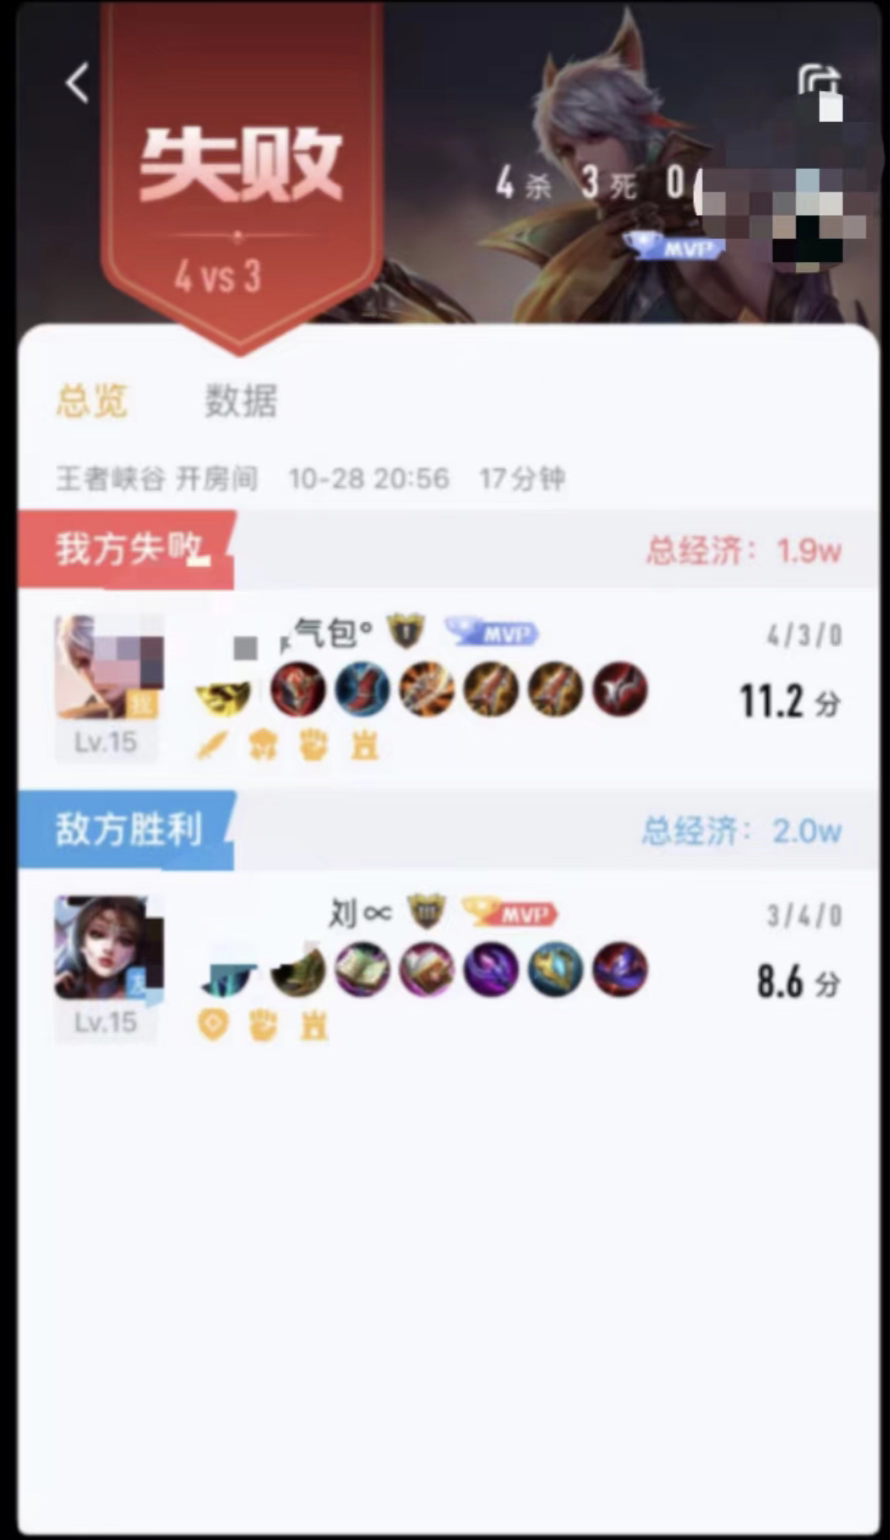 失败
4 vs 3
4杀 3死 0
MVP
总览 数据
王者峡谷 开房间 10-28 20:56 17分钟
我方失败 总经济：1.9w
气包° MVP 4/3/0
我
11.2 分
Lv.15
敌方胜利 总经济：2.0w
刘∝ MVP 3/4/0
8.6 分
Lv.15